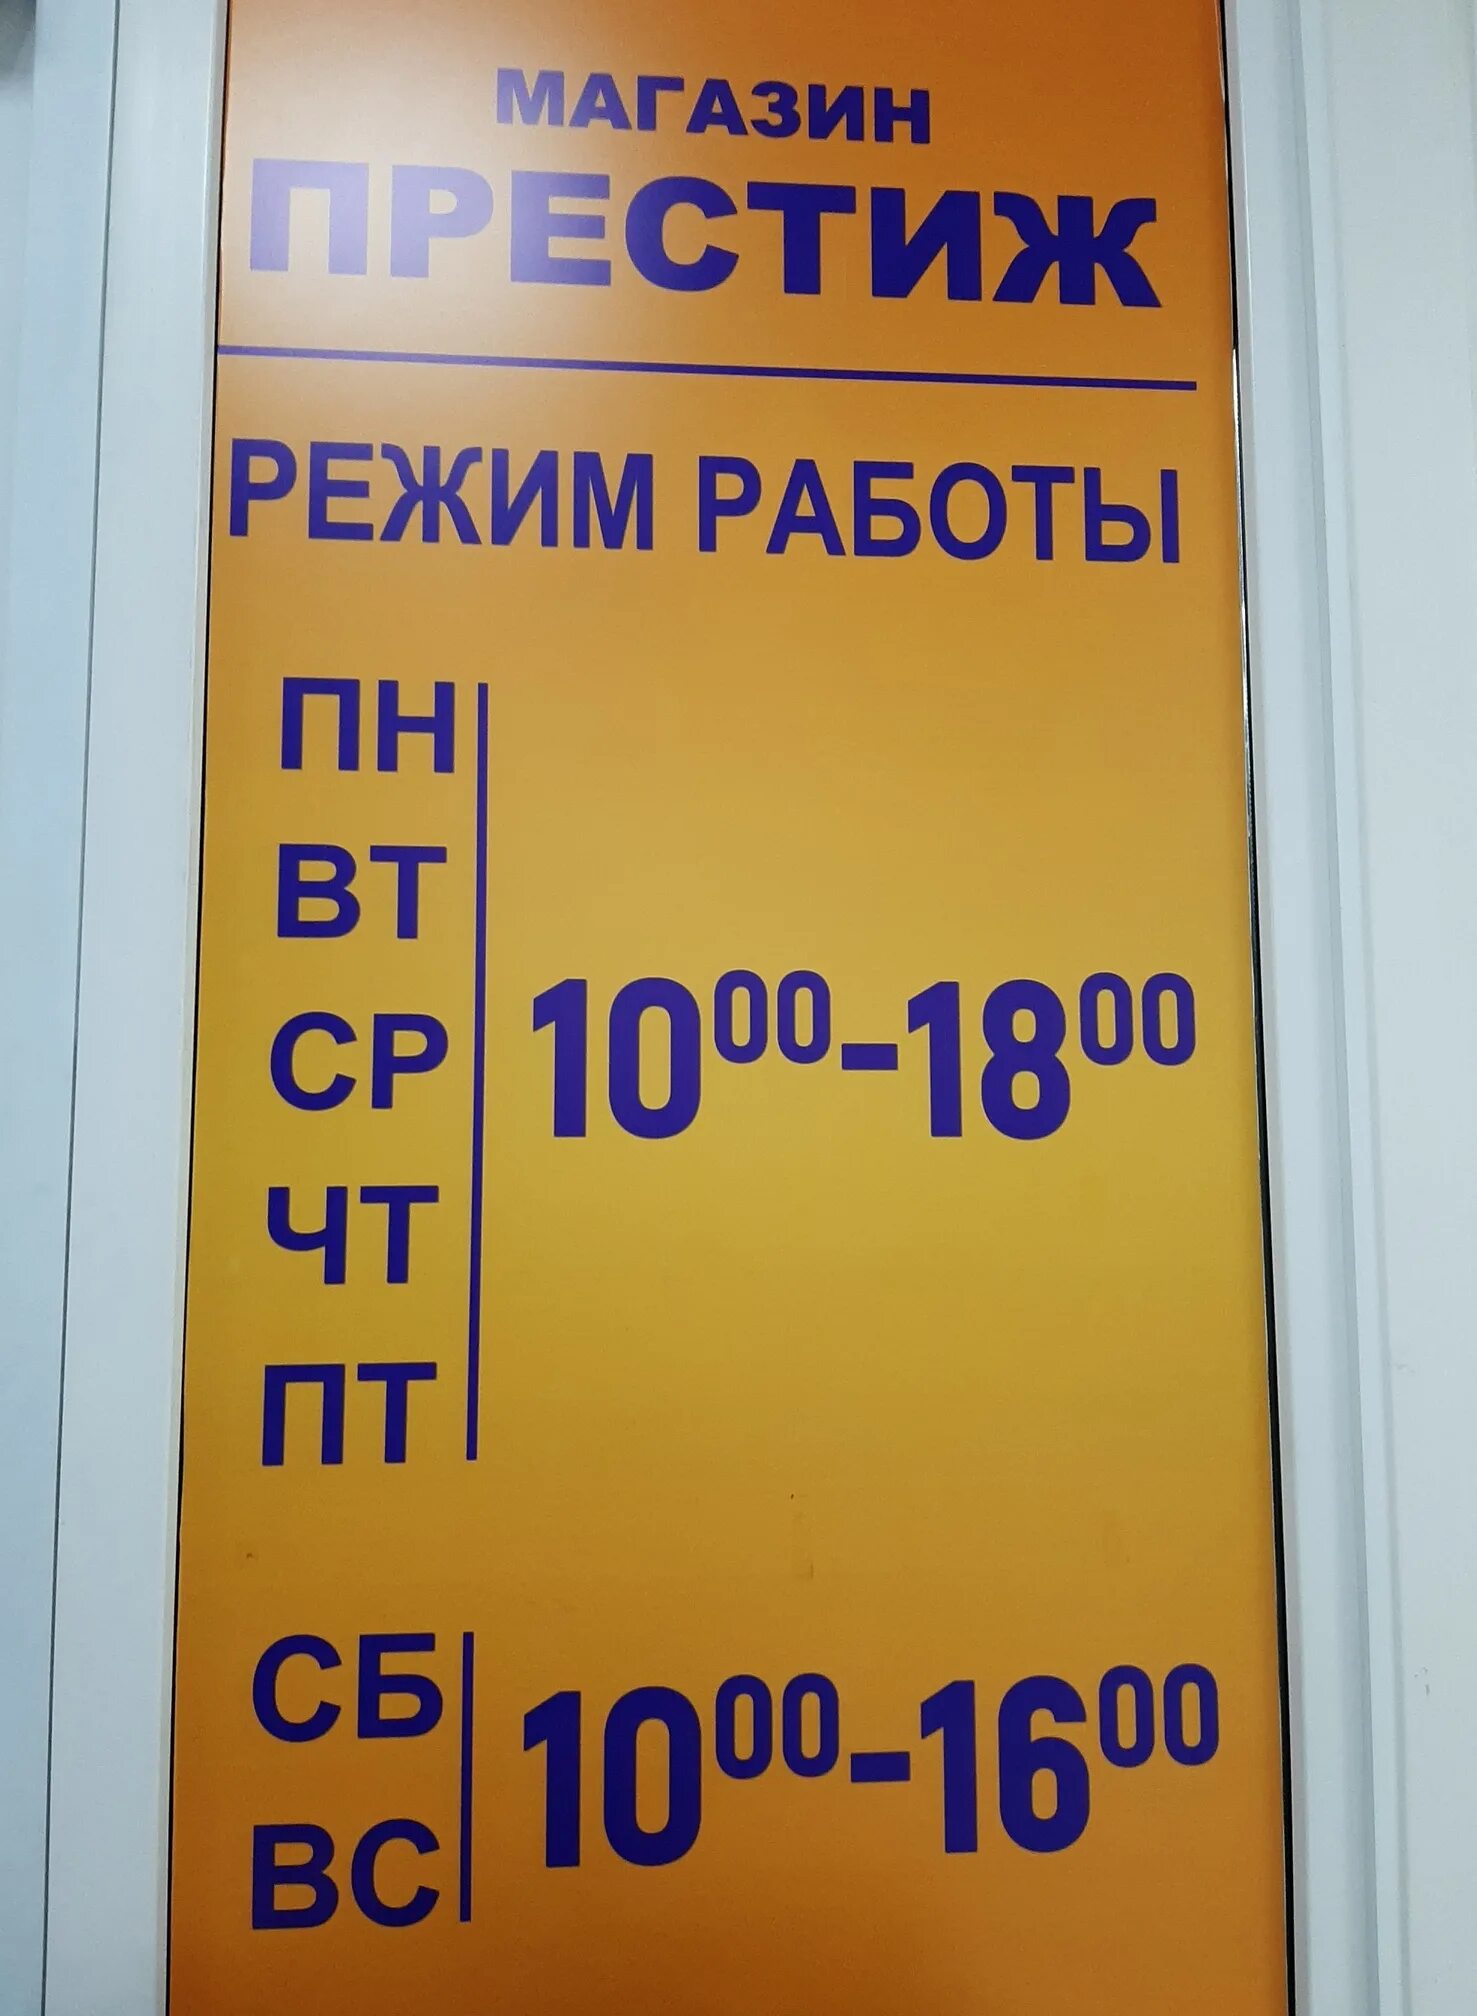 МАГАЗИН
ПРЕСТИЖ
РЕЖИМ РАБОТЫ
ПН
ВТ
СР 10⁰⁰-18⁰⁰
ЧТ
ПТ
СБ 10⁰⁰-16⁰⁰
ВС